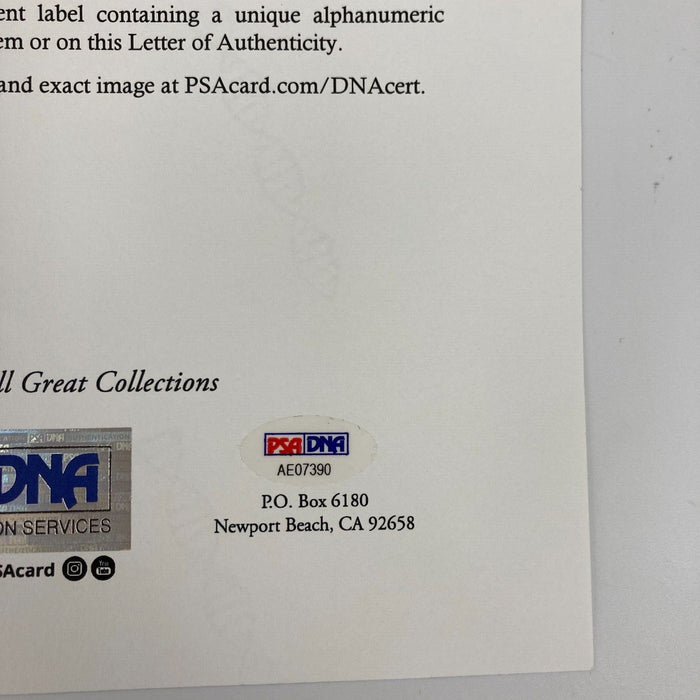 ent label containing a unique alphanumeric
em or on this Letter of Authenticity.
and exact image at PSAcard.com/DNAcert.
ll Great Collections
DNA
ON SERVICES
SAcard
PSA DNA
AE07390
P.O. Box 6180
Newport Beach, CA 92658